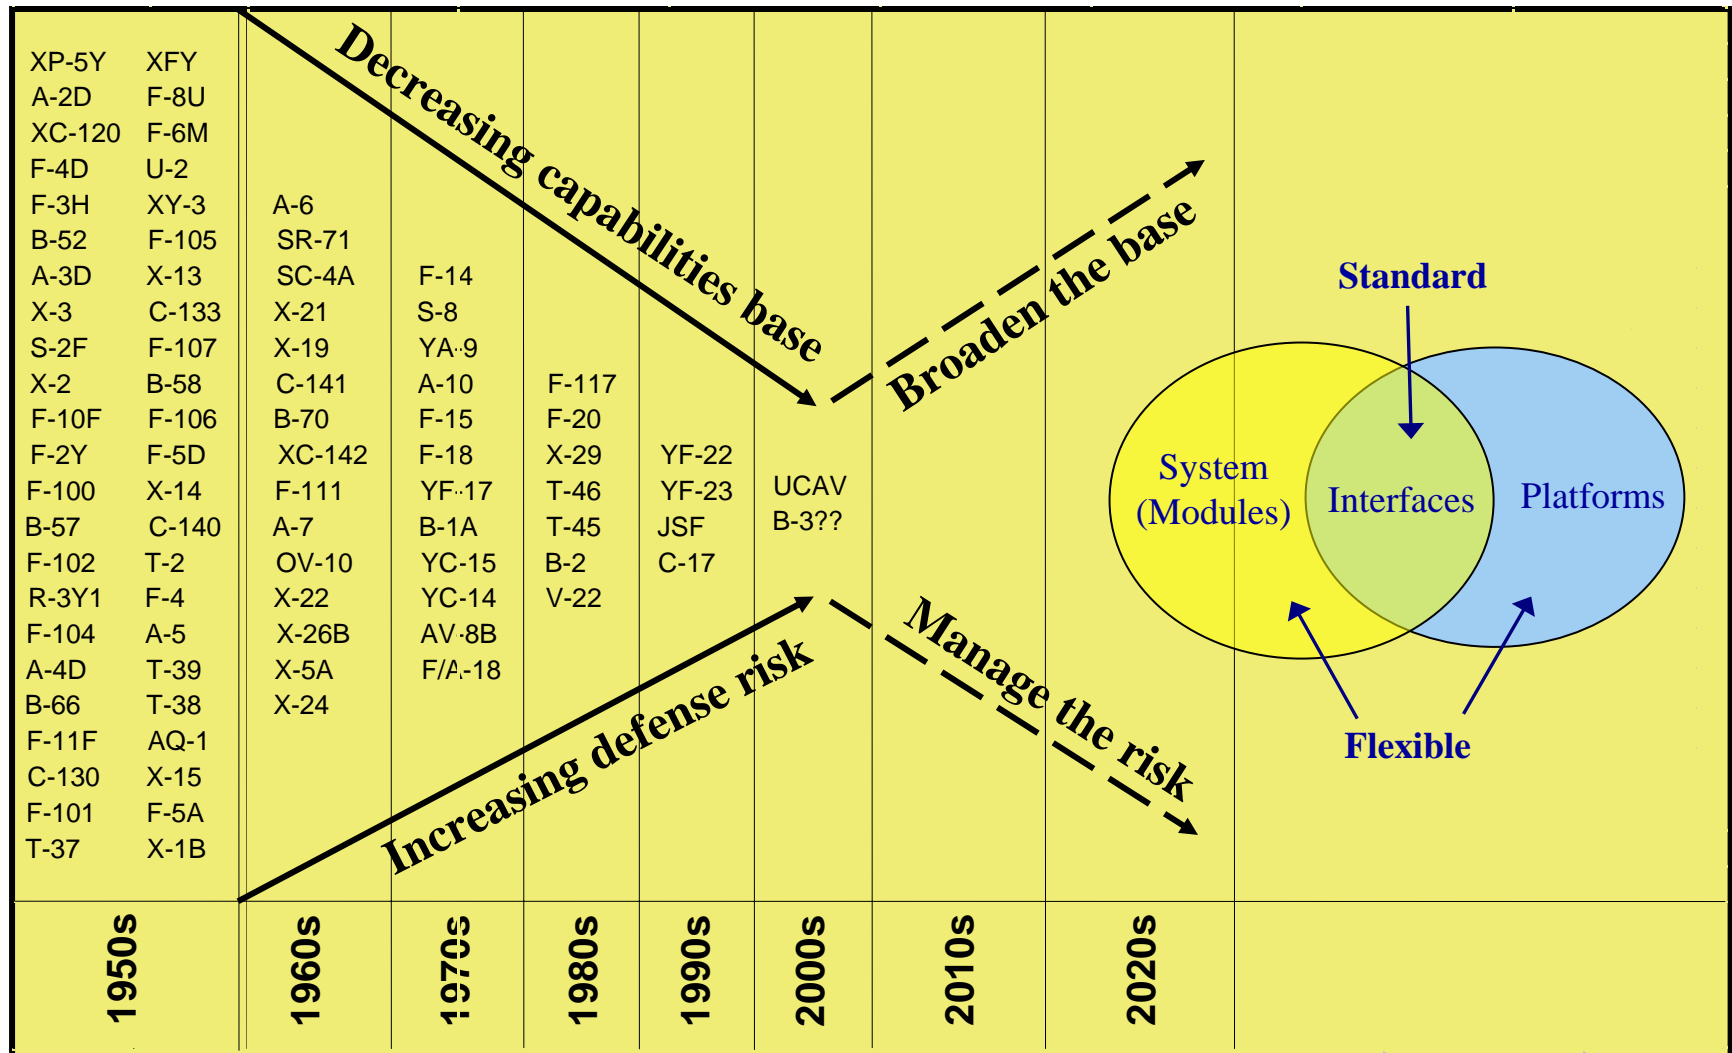 XP-5Y XFY
A-2D F-8U
XC-120 F-6M
F-4D U-2
F-3H XY-3
B-52 F-105
A-3D X-13
X-3 C-133
S-2F F-107
X-2 B-58
F-10F F-106
F-2Y F-5D
F-100 X-14
B-57 C-140
F-102 T-2
R-3Y1 F-4
F-104 A-5
A-4D T-39
B-66 T-38
F-11F AQ-1
C-130 X-15
F-101 F-5A
T-37 X-1B
1950s
A-6
SR-71
SC-4A
X-21
X-19
C-141
B-70
XC-142
F-111
A-7
OV-10
X-22
X-26B
X-5A
X-24
1960s
F-14
S-8
YA-9
A-10
F-15
F-18
YF-17
B-1A
YC-15
YC-14
AV-8B
F/A-18
1970s
F-117
F-20
X-29
T-46
T-45
B-2
V-22
1980s
YF-22
YF-23
JSF
C-17
1990s
UCAV
B-3??
2000s
2010s
2020s
Decreasing capabilities base
Increasing defense risk
Broaden the base
Manage the risk
Standard
System
(Modules)
Interfaces
Platforms
Flexible